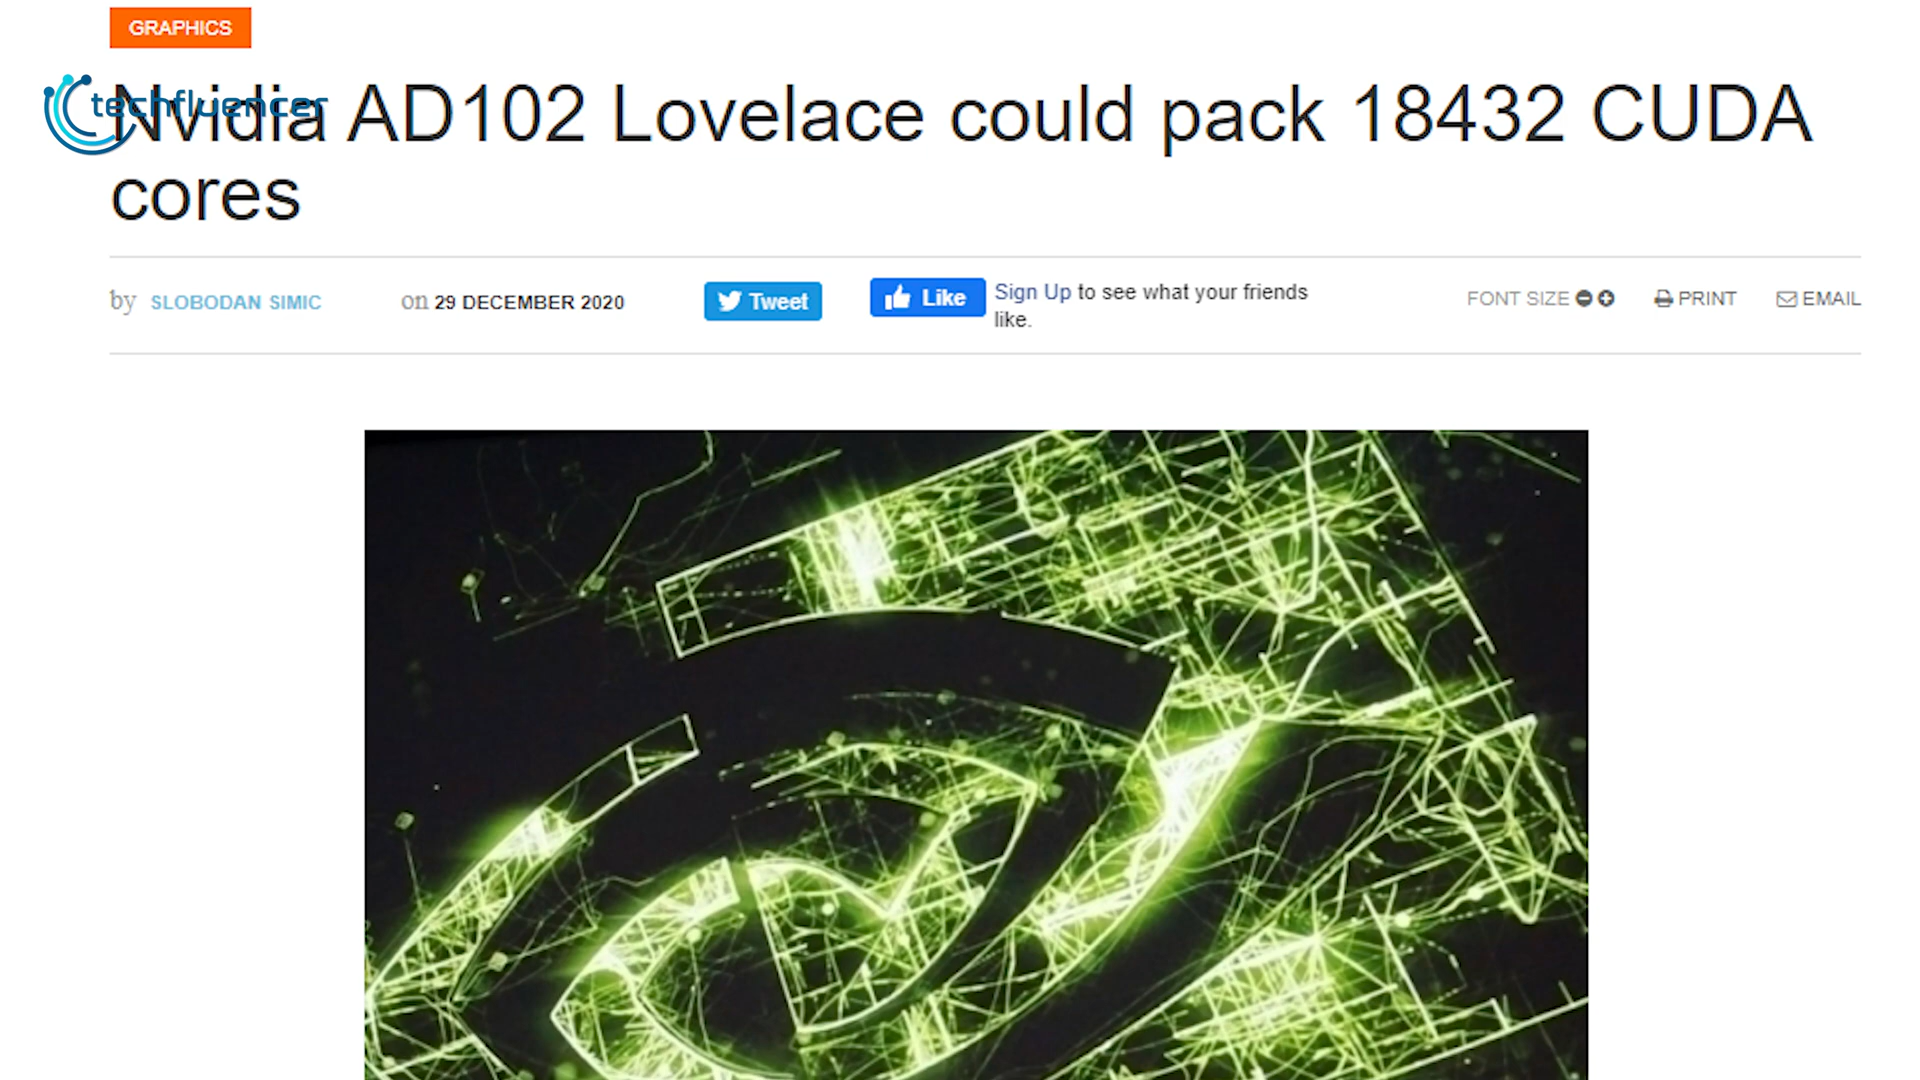 GRAPHICS
techfluencer
Nvidia AD102 Lovelace could pack 18432 CUDA
cores
by SLOBODAN SIMIC on 29 DECEMBER 2020 Tweet Like Sign Up to see what your friends
like.
FONT SIZE PRINT EMAIL